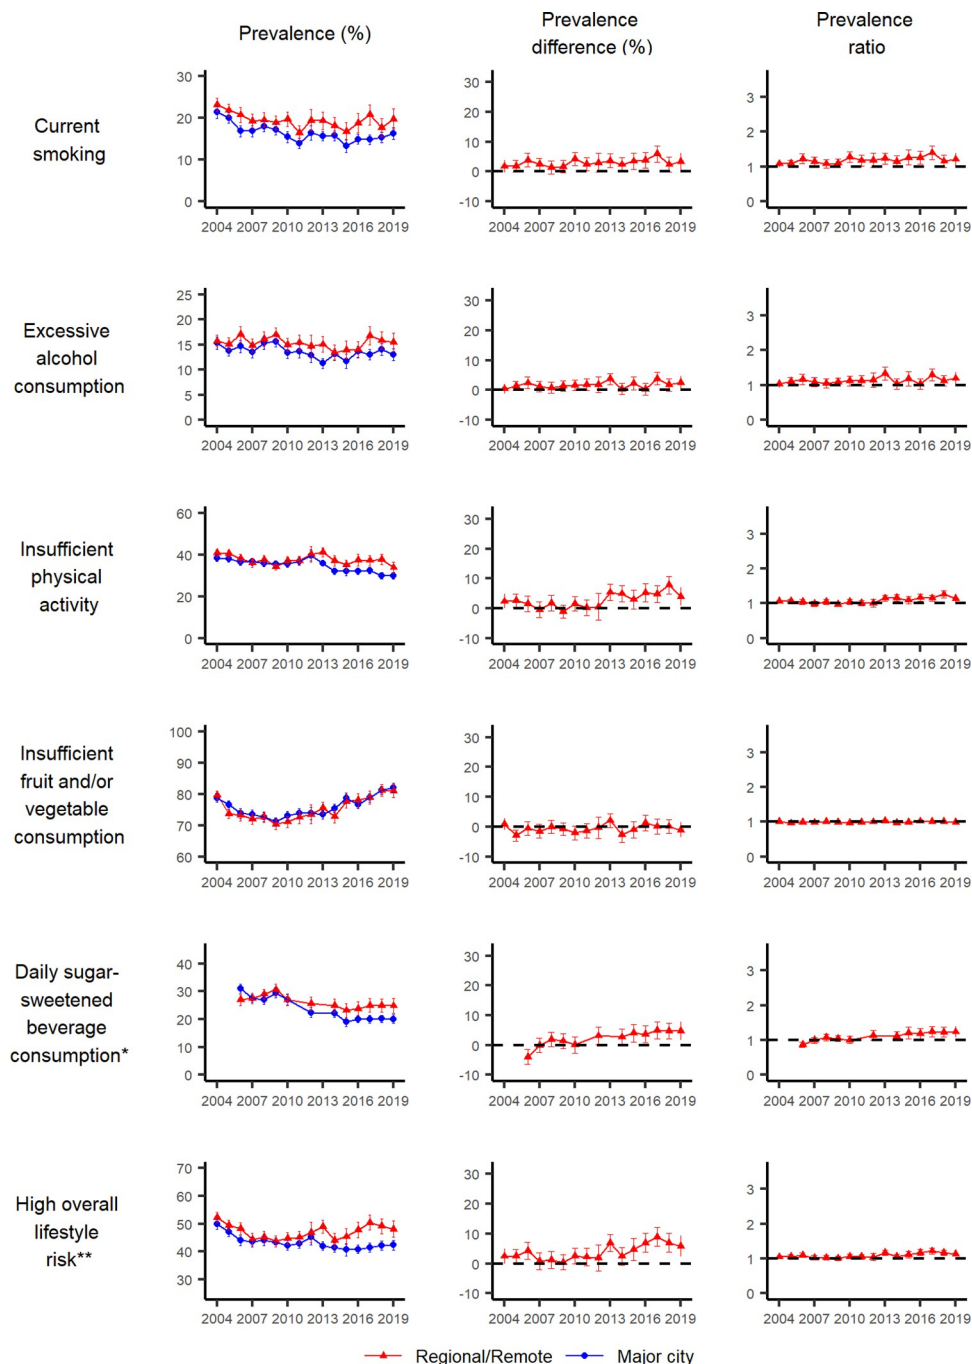 Prevalence (%)
Prevalence
difference (%)
Prevalence
ratio
Current
smoking
30
20
10
0
2004 2007 2010 2013 2016 2019
30
20
10
0
-10
2004 2007 2010 2013 2016 2019
3
2
1
0
2004 2007 2010 2013 2016 2019
Excessive
alcohol
consumption
25
20
15
10
5
0
2004 2007 2010 2013 2016 2019
30
20
10
0
-10
2004 2007 2010 2013 2016 2019
3
2
1
0
2004 2007 2010 2013 2016 2019
Insufficient
physical
activity
60
40
20
0
2004 2007 2010 2013 2016 2019
30
20
10
0
-10
2004 2007 2010 2013 2016 2019
3
2
1
0
2004 2007 2010 2013 2016 2019
Insufficient
fruit and/or
vegetable
consumption
100
90
80
70
60
2004 2007 2010 2013 2016 2019
30
20
10
0
-10
2004 2007 2010 2013 2016 2019
3
2
1
0
2004 2007 2010 2013 2016 2019
Daily sugar-
sweetened
beverage
consumption*
40
30
20
10
0
2004 2007 2010 2013 2016 2019
30
20
10
0
-10
2004 2007 2010 2013 2016 2019
3
2
1
0
2004 2007 2010 2013 2016 2019
High overall
lifestyle
risk**
70
60
50
40
30
2004 2007 2010 2013 2016 2019
30
20
10
0
-10
2004 2007 2010 2013 2016 2019
3
2
1
0
2004 2007 2010 2013 2016 2019
Regional/Remote Major city